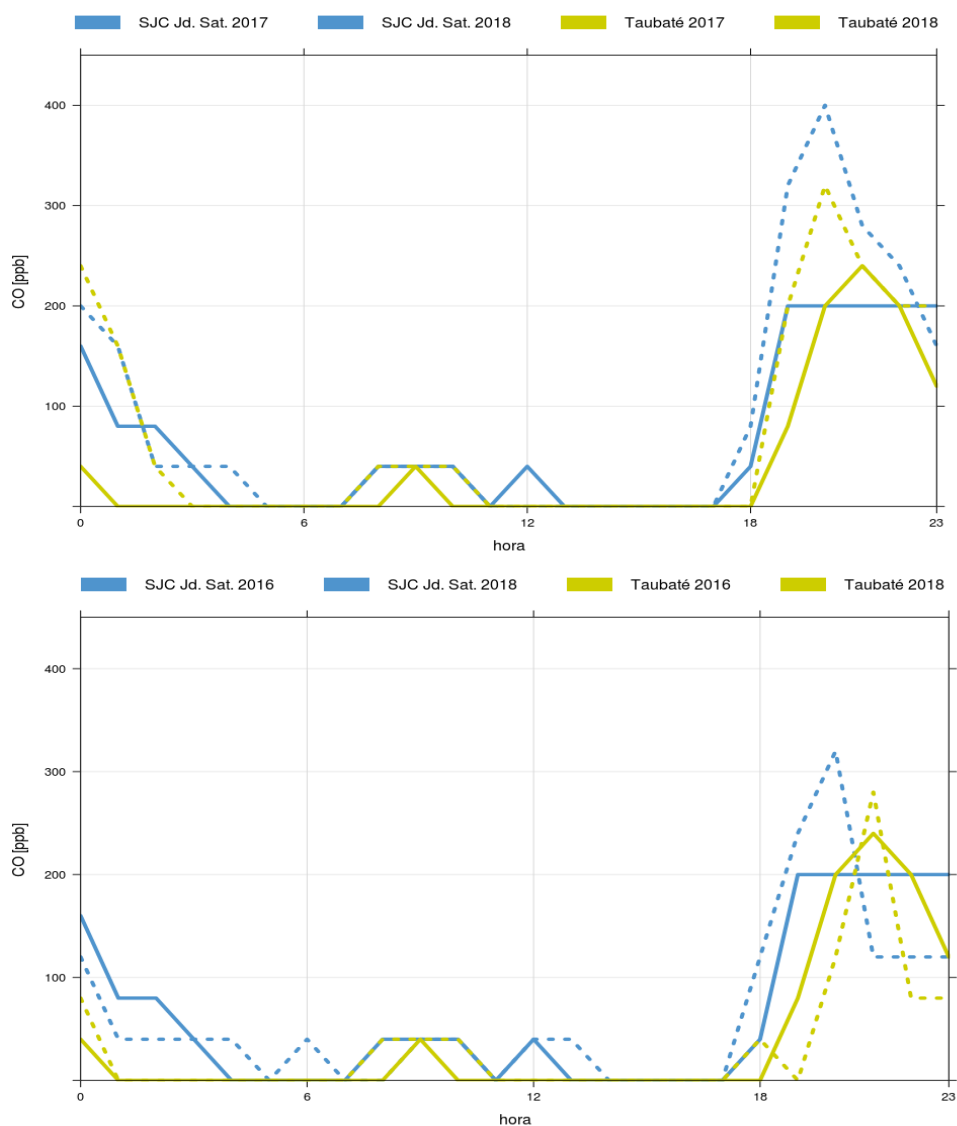 SJC Jd. Sat. 2017 SJC Jd. Sat. 2018 Taubaté 2017 Taubaté 2018
400
300
200
100
CO [ppb]
0 6 12 18 23
hora
SJC Jd. Sat. 2016 SJC Jd. Sat. 2018 Taubaté 2016 Taubaté 2018
400
300
200
100
CO [ppb]
0 6 12 18 23
hora